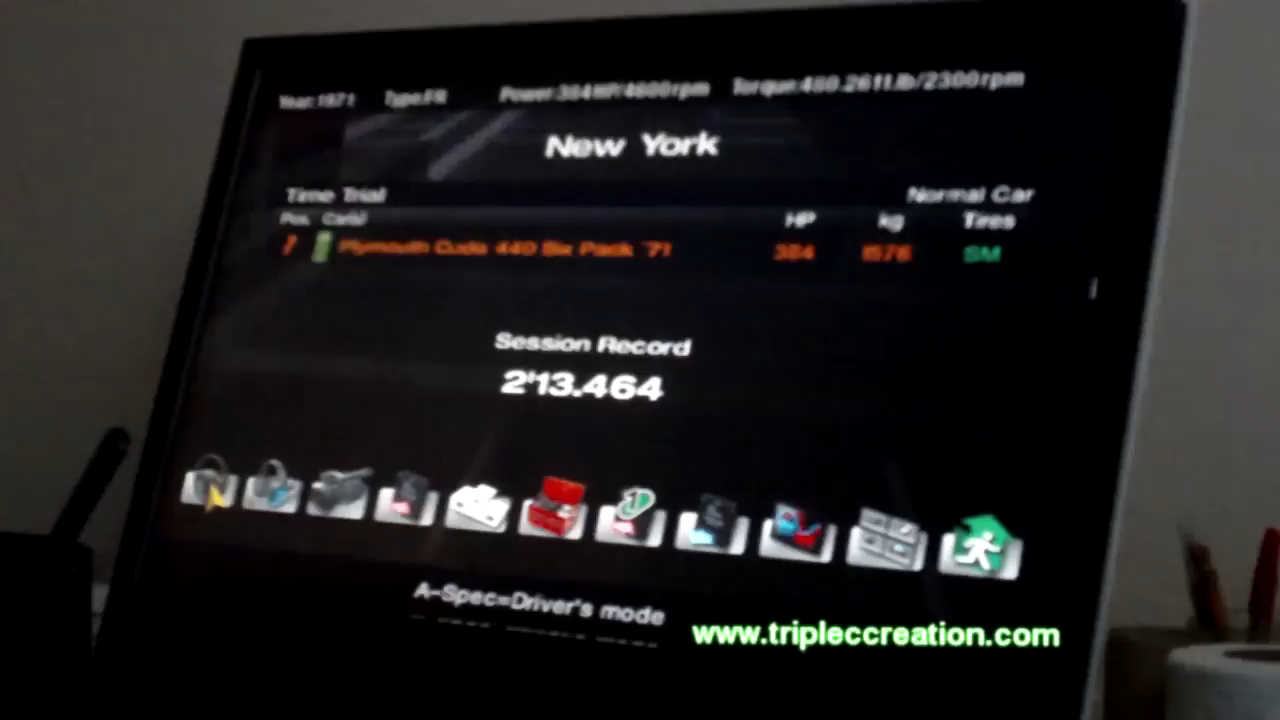 Year:1971 Type:FR Power:384HP/4600rpm Torque:480.26ft.lb/2300rpm
New York
Time Trial Normal Car
Pos. Car(s) HP kg Tires
1 Plymouth Cuda 440 Six Pack '71 384 1576 SM
Session Record
2'13.464
A-Spec=Driver's mode
www.tripleccreation.com